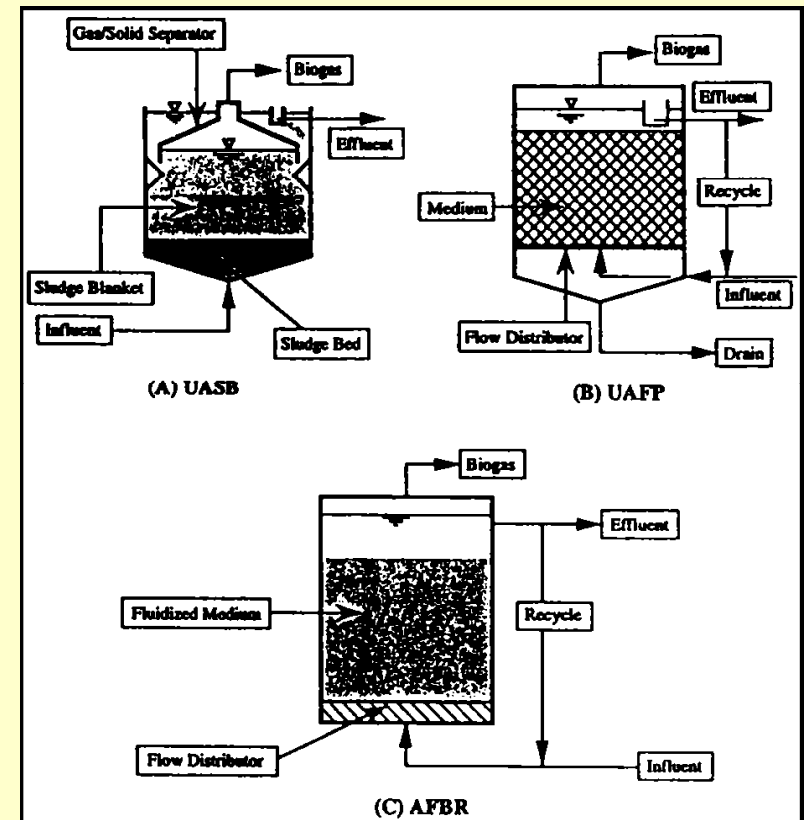 Gas/Solid Separator
Biogas
Effluent
Sludge Blanket
Influent
Sludge Bed
(A) UASB
Biogas
Effluent
Medium
Recycle
Influent
Flow Distributor
Drain
(B) UAFP
Biogas
Effluent
Fluidized Medium
Recycle
Flow Distributor
Influent
(C) AFBR